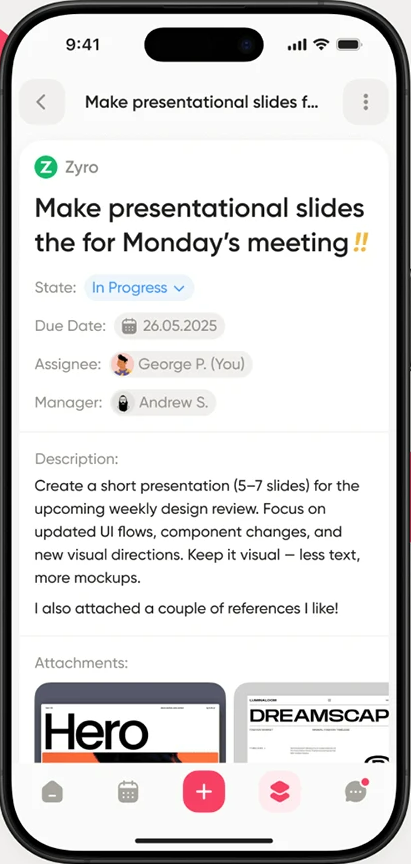 9:41
Make presentational slides f...
Zyro
Make presentational slides
the for Monday's meeting!!
State: In Progress
Due Date: 26.05.2025
Assignee: George P. (You)
Manager: Andrew S.
Description:
Create a short presentation (5–7 slides) for the
upcoming weekly design review. Focus on
updated UI flows, component changes, and
new visual directions. Keep it visual — less text,
more mockups.
I also attached a couple of references I like!
Attachments:
Hero
DREAMSCAP